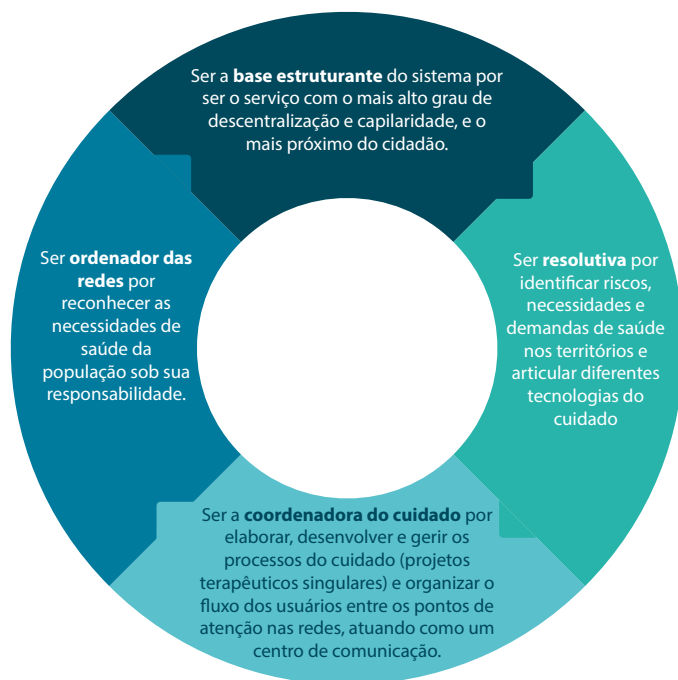 Ser a base estruturante do sistema por
ser o serviço com o mais alto grau de
descentralização e capilaridade, e o
mais próximo do cidadão.
Ser resolutiva por
identificar riscos,
necessidades e
demandas de saúde
nos territórios e
articular diferentes
tecnologias do
cuidado
Ser a coordenadora do cuidado por
elaborar, desenvolver e gerir os
processos do cuidado (projetos
terapêuticos singulares) e organizar o
fluxo dos usuários entre os pontos de
atenção nas redes, atuando como um
centro de comunicação.
Ser ordenador das
redes por
reconhecer as
necessidades de
saúde da
população sob sua
responsabilidade.